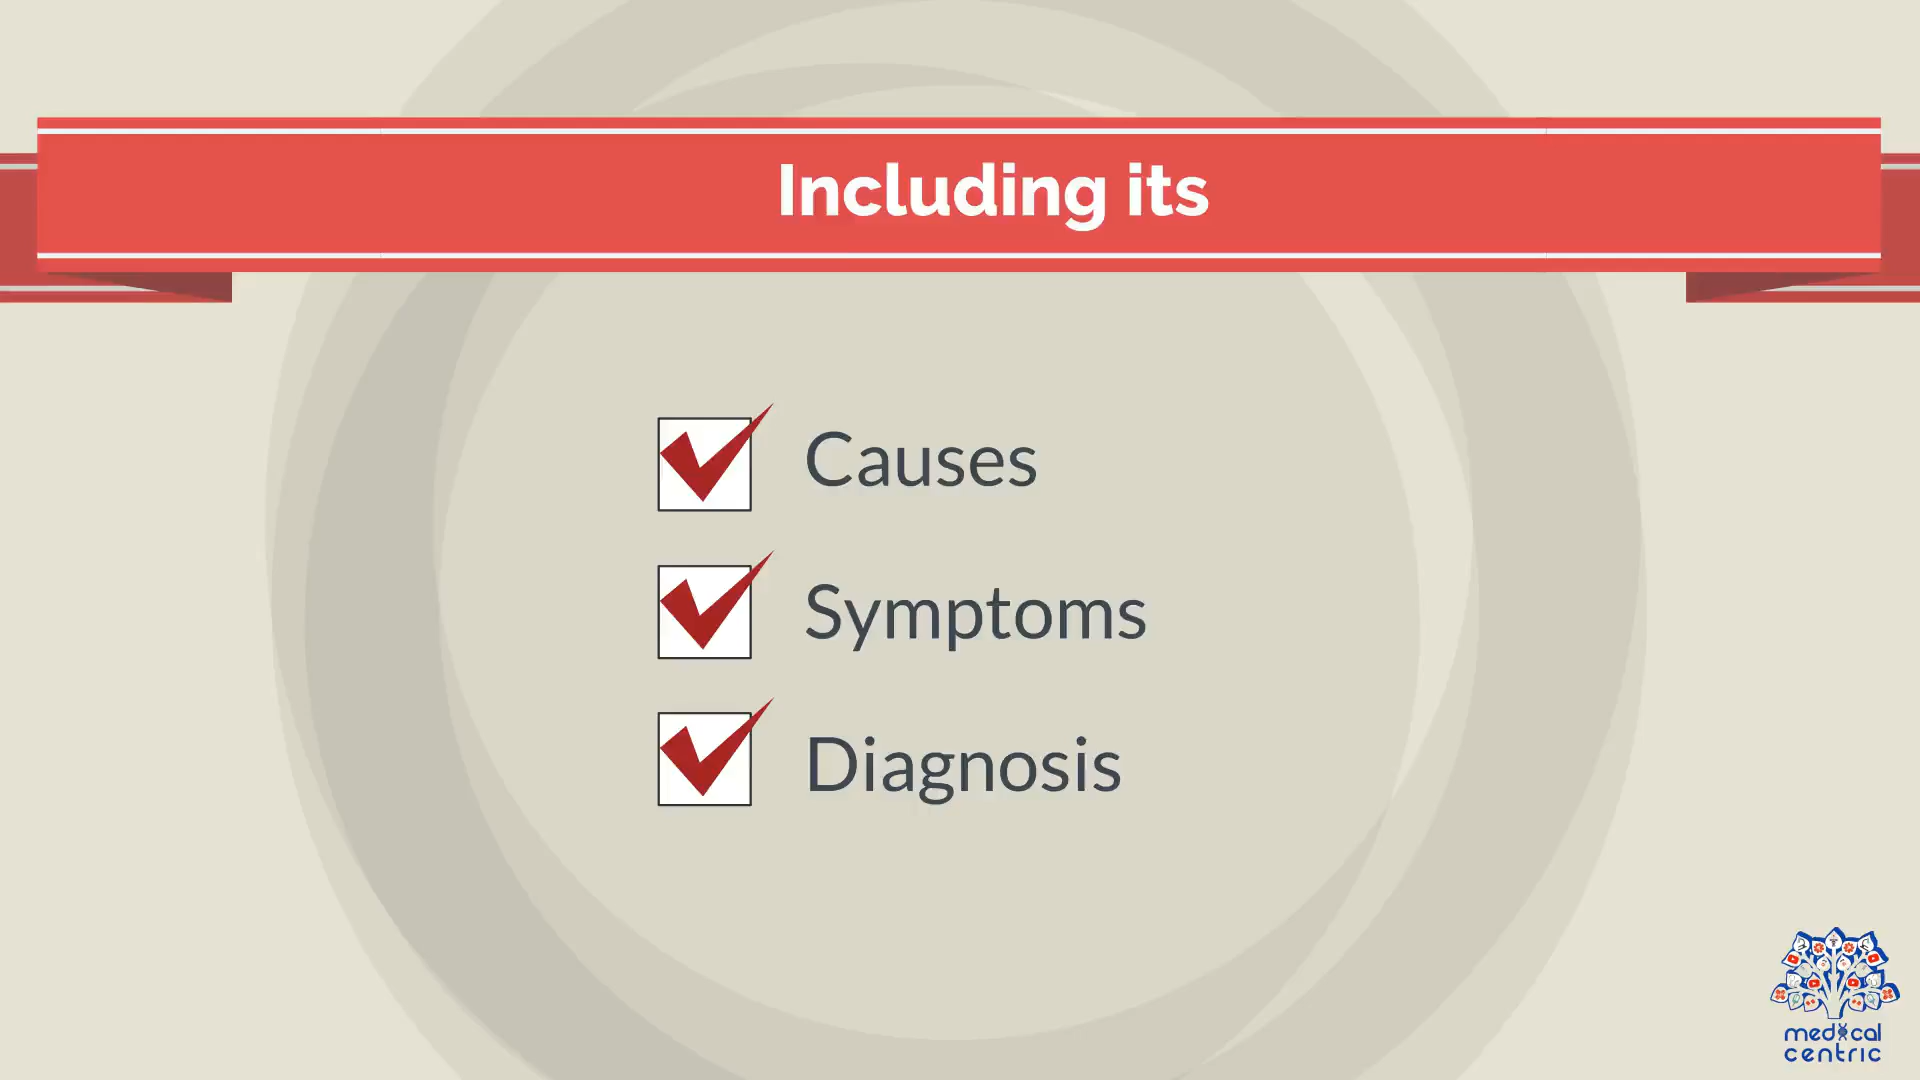 Including its
Causes
Symptoms
Diagnosis
medical
centric